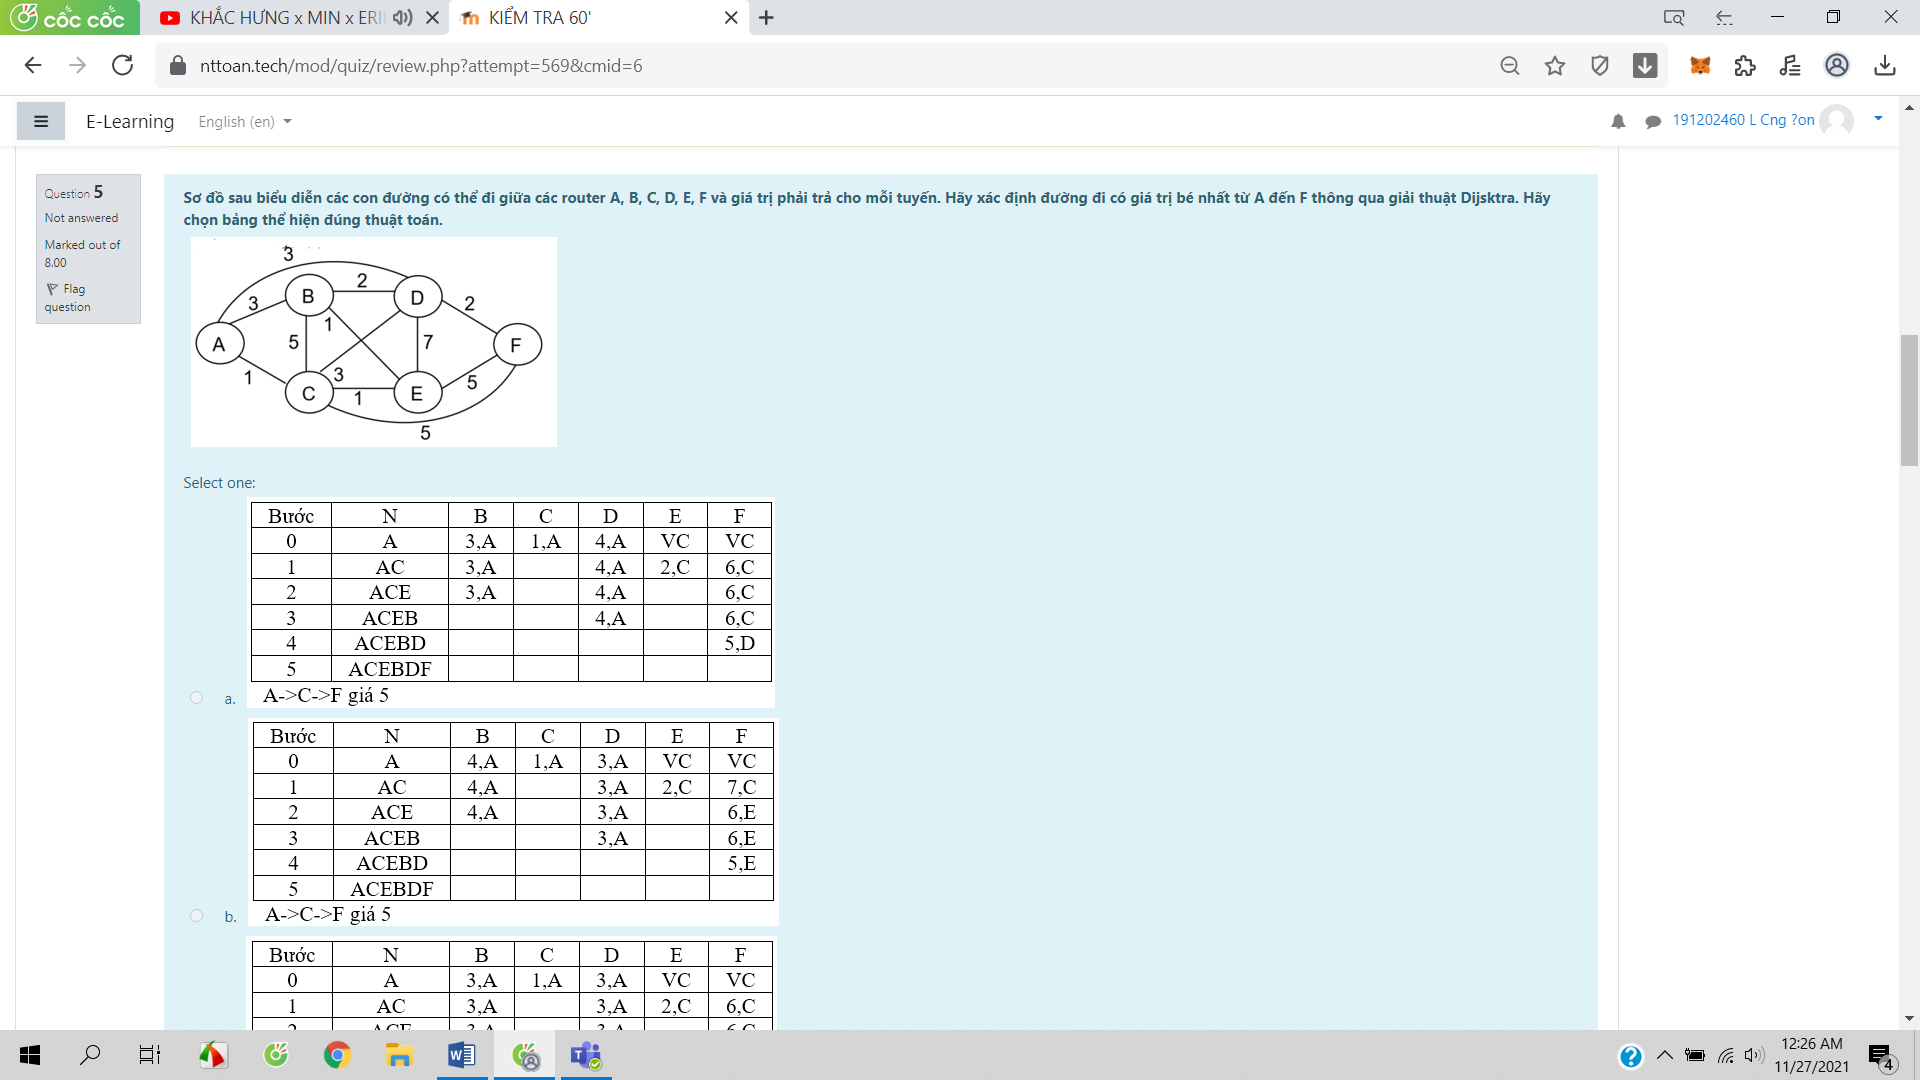 cốc cốc
KHẮC HƯNG x MIN x ERI
KIỂM TRA 60'
nttoan.tech/mod/quiz/review.php?attempt=569&cmid=6
E-Learning
English (en)
191202460 L Cng ?on
Question 5
Not answered
Marked out of
8.00
Flag
question
Sơ đồ sau biểu diễn các con đường có thể đi giữa các router A, B, C, D, E, F và giá trị phải trả cho mỗi tuyến. Hãy xác định đường đi có giá trị bé nhất từ A đến F thông qua giải thuật Dijsktra. Hãy
chọn bảng thể hiện đúng thuật toán.
3
B 2 D
3 1 2
A 5 7 F
1 3 5
C 1 E
5
Select one:
Bước N B C D E F
0 A 3,A 1,A 4,A VC VC
1 AC 3,A 4,A 2,C 6,C
2 ACE 3,A 4,A 6,C
3 ACEB 4,A 6,C
4 ACEBD 5,D
5 ACEBDF
a. A->C->F giá 5
Bước N B C D E F
0 A 4,A 1,A 3,A VC VC
1 AC 4,A 3,A 2,C 7,C
2 ACE 4,A 3,A 6,E
3 ACEB 3,A 6,E
4 ACEBD 5,E
5 ACEBDF
b. A->C->F giá 5
Bước N B C D E F
0 A 3,A 1,A 3,A VC VC
1 AC 3,A 3,A 2,C 6,C
2 ACE 3,A 3,A 6,C
12:26 AM
11/27/2021
4